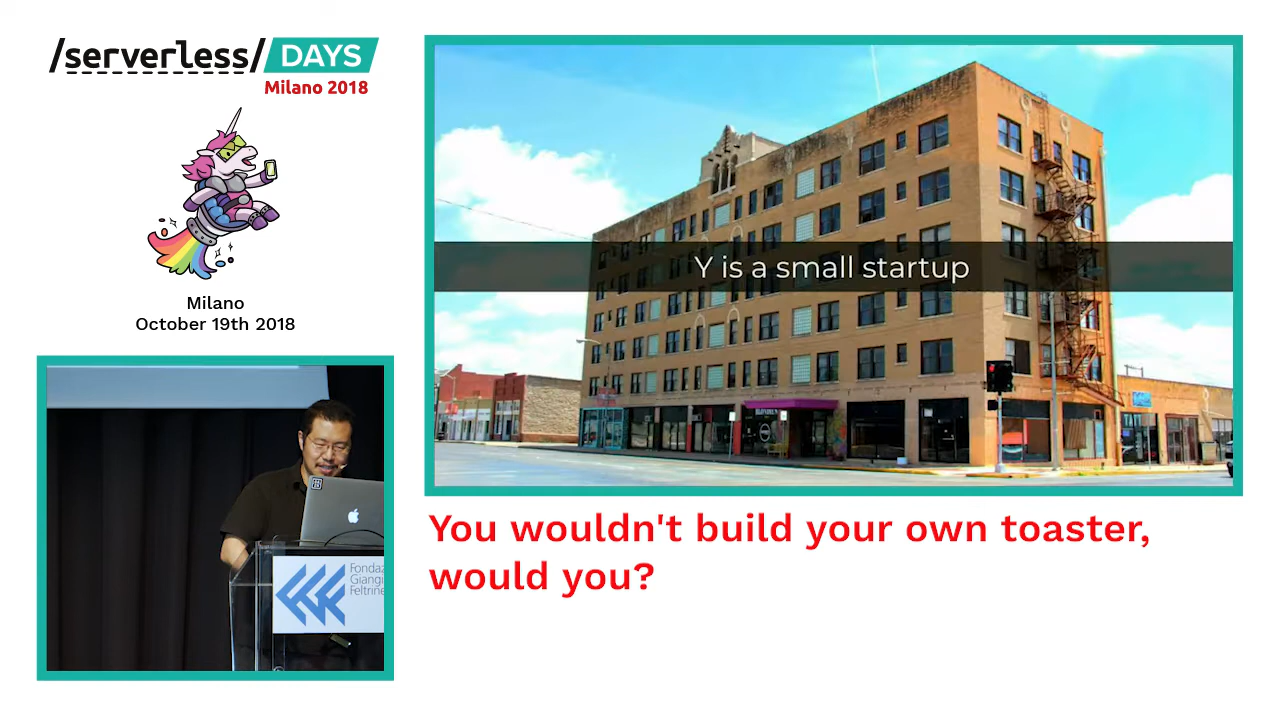 /serverless/ DAYS
Milano 2018
Milano
October 19th 2018
Y is a small startup
You wouldn't build your own toaster,
would you?